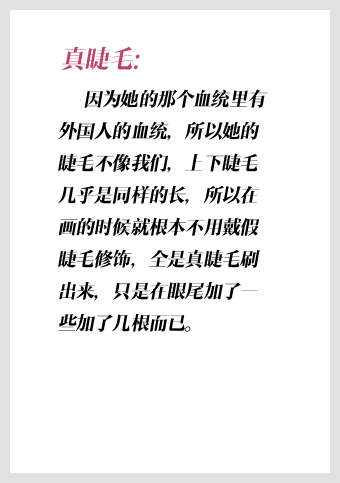 真睫毛:
因为她的那个血统里有
外国人的血统, 所以她的
睫毛不像我们, 上下睫毛
几乎是同样的长, 所以在
画的时候就根本不用戴假
睫毛修饰, 全是真睫毛刷
出来, 只是在眼尾加了一
些加了几根而已。